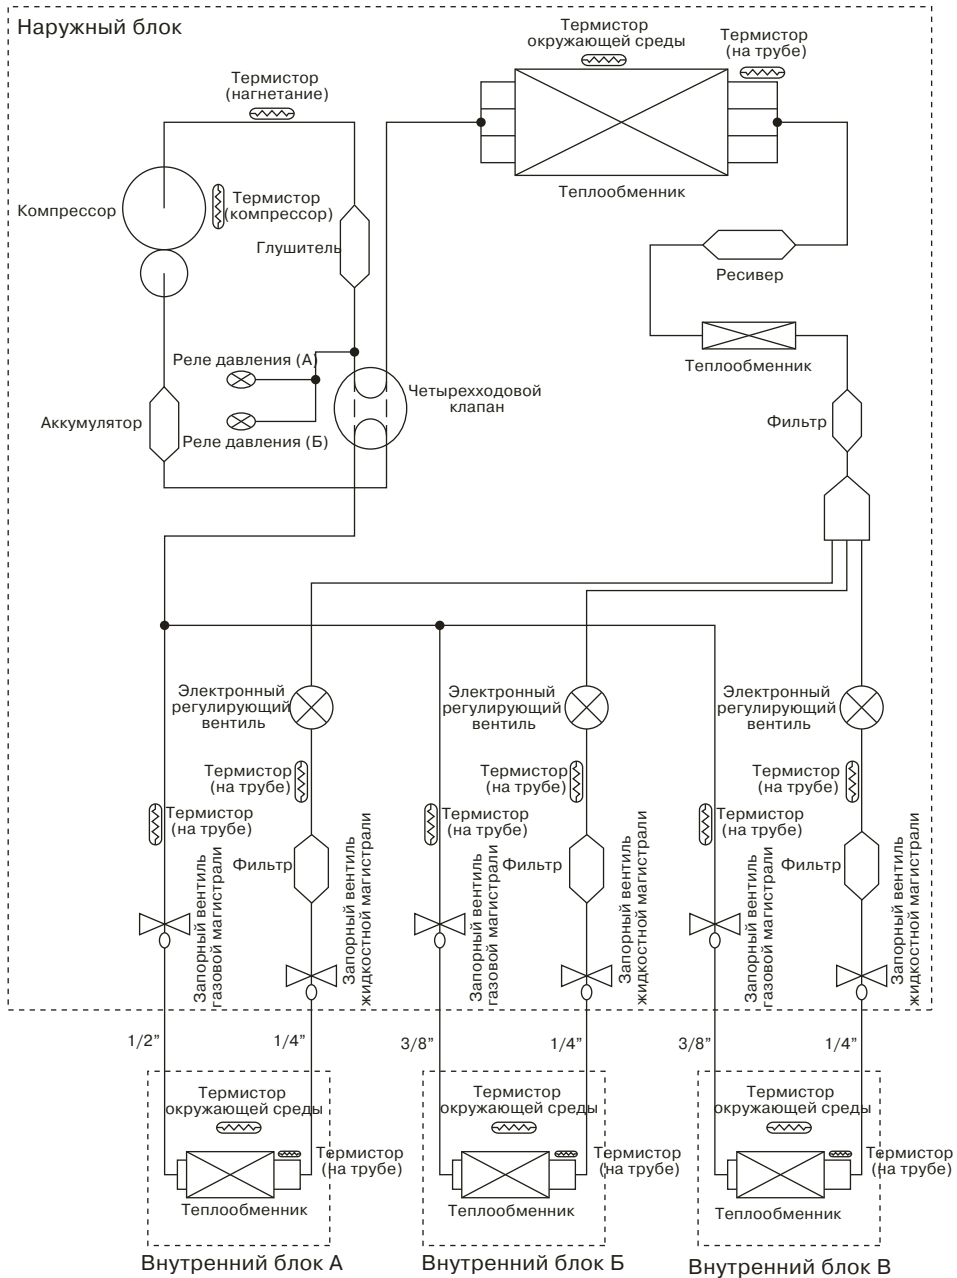 Наружный блок
Термистор
окружающей среды
Термистор
(на трубе)
Термистор
(нагнетание)
Теплообменник
Компрессор
Термистор
(компрессор)
Глушитель
Ресивер
Реле давления (А)
Теплообменник
Четырехходовой
клапан
Аккумулятор
Реле давления (Б)
Фильтр
Электронный
регулирующий
вентиль
Электронный
регулирующий
вентиль
Электронный
регулирующий
вентиль
Термистор
(на трубе)
Термистор
(на трубе)
Термистор
(на трубе)
Термистор
(на трубе)
Термистор
(на трубе)
Термистор
(на трубе)
Фильтр
Фильтр
Фильтр
Запорный вентиль
газовой магистрали
Запорный вентиль
жидкостной магистрали
Запорный вентиль
газовой магистрали
Запорный вентиль
жидкостной магистрали
Запорный вентиль
газовой магистрали
Запорный вентиль
жидкостной магистрали
1/2”
1/4”
3/8”
1/4”
3/8”
1/4”
Термистор
окружающей среды
Термистор
(на трубе)
Теплообменник
Внутренний блок А
Термистор
окружающей среды
Термистор
(на трубе)
Теплообменник
Внутренний блок Б
Термистор
окружающей среды
Термистор
(на трубе)
Теплообменник
Внутренний блок В